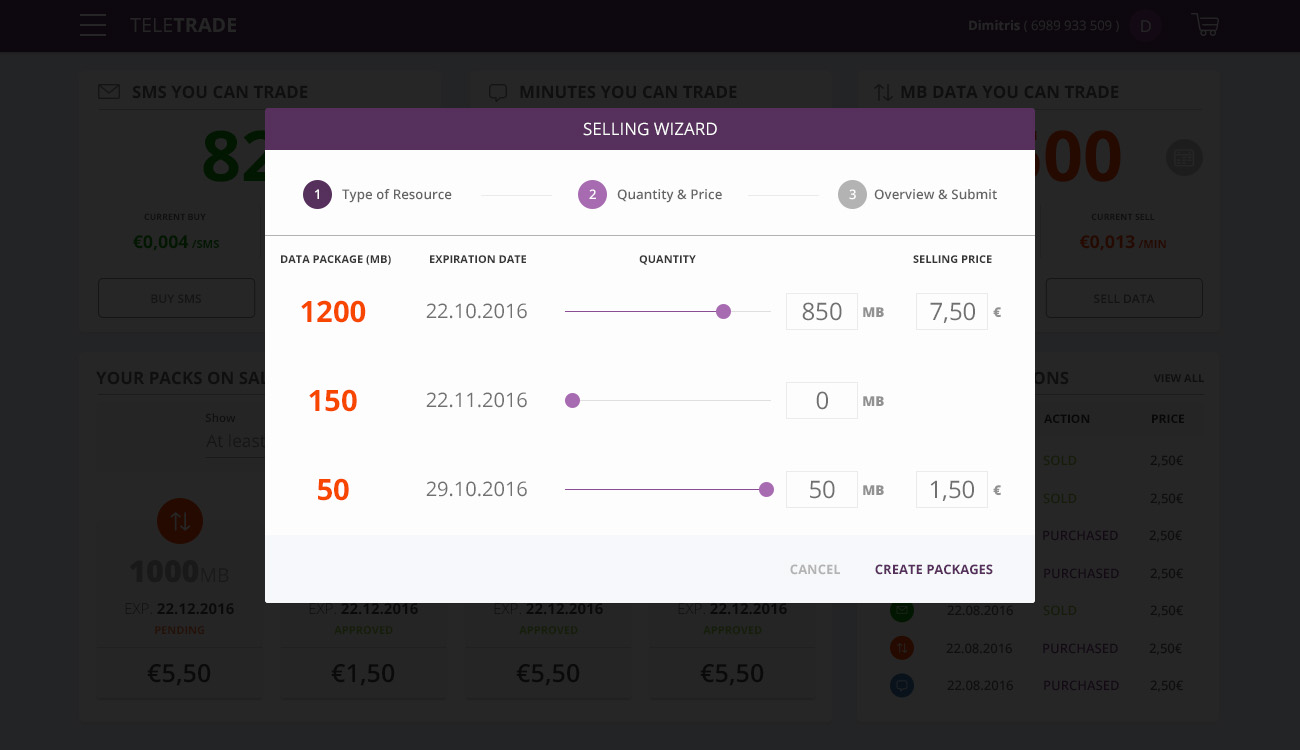 TELETRADE
Dimitris ( 6989 933 509 ) D
SMS YOU CAN TRADE
MINUTES YOU CAN TRADE
MB DATA YOU CAN TRADE
SELLING WIZARD
1 Type of Resource
2 Quantity & Price
3 Overview & Submit
CURRENT BUY
€0,004 /SMS
BUY SMS
CURRENT SELL
€0,013 /MIN
SELL DATA
DATA PACKAGE (MB) EXPIRATION DATE QUANTITY SELLING PRICE
1200 22.10.2016 850 MB 7,50 €
150 22.11.2016 0 MB
50 29.10.2016 50 MB 1,50 €
CANCEL CREATE PACKAGES
YOUR PACKS ON
Show
At least
1000MB
EXP. 22.12.2016
PENDING
€5,50
EXP. 22.12.2016
APPROVED
€1,50
EXP. 22.12.2016
APPROVED
€5,50
EXP. 22.12.2016
APPROVED
€5,50
VIEW ALL
ACTION PRICE
SOLD 2,50€
SOLD 2,50€
PURCHASED 2,50€
PURCHASED 2,50€
22.08.2016 SOLD 2,50€
22.08.2016 PURCHASED 2,50€
22.08.2016 PURCHASED 2,50€